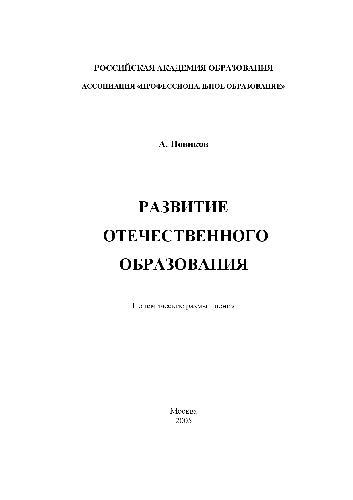 РОССИЙСКАЯ АКАДЕМИЯ ОБРАЗОВАНИЯ
АССОЦИАЦИЯ «ПРОФЕССИОНАЛЬНОЕ ОБРАЗОВАНИЕ»
А. Новиков
РАЗВИТИЕ
ОТЕЧЕСТВЕННОГО
ОБРАЗОВАНИЯ
Москва
2005